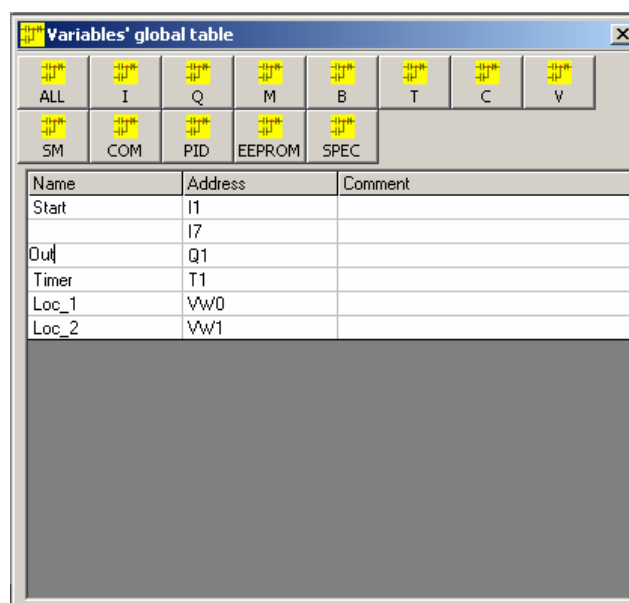 Variables' global table
ALL I Q M B T C V
SM COM PID EEPROM SPEC
Name Address Comment
Start I1
I7
Out Q1
Timer T1
Loc_1 VW0
Loc_2 VW1